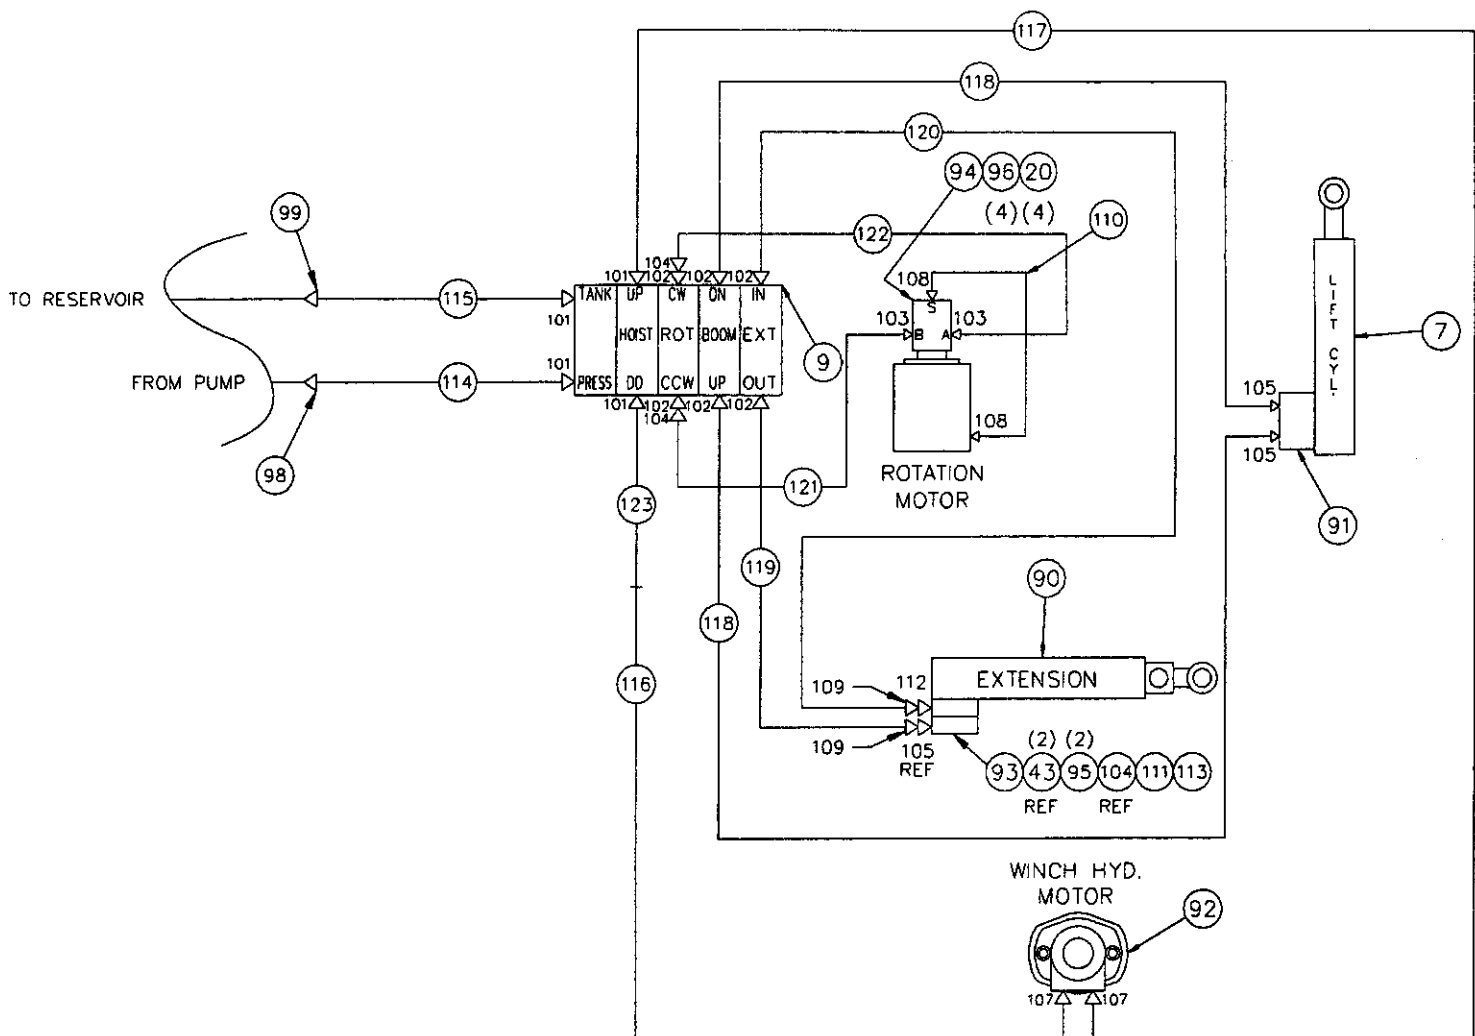 117
118
120
94 96 20
(4) (4)
99
122
110
104
TO RESERVOIR
115
101
101 102 102 102
TANK UP CW ON IN
HOIST ROT BOOM EXT
PRESS DD CCW UP OUT
9
108
S
103 B A 103
LIFT CYL.
7
FROM PUMP
114
101
101 102 102 102
104
108
105
105
98
ROTATION
MOTOR
121
123
91
119
90
118
116
109 112
EXTENSION
109 105
REF
(2) (2)
93 43 95 104 111 113
REF REF
WINCH HYD.
MOTOR
92
107 107